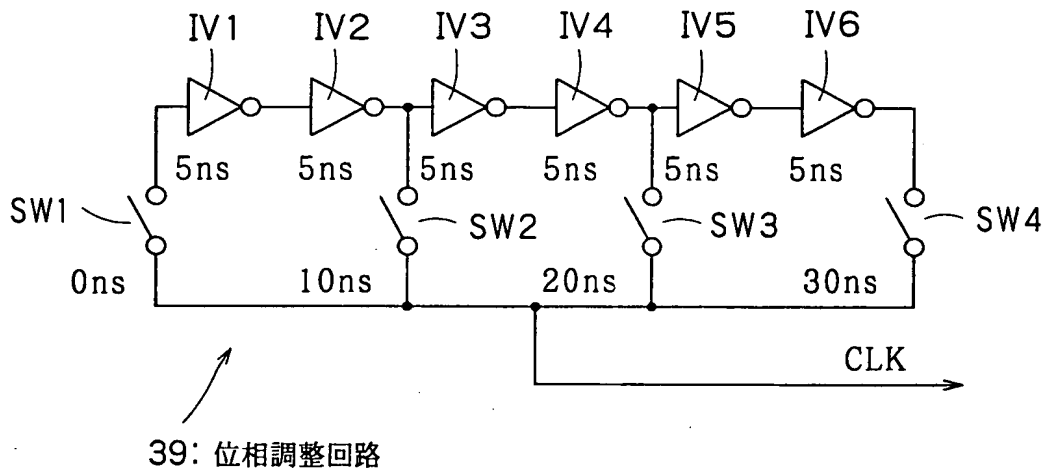 IV1 IV2 IV3 IV4 IV5 IV6
5ns 5ns 5ns 5ns 5ns 5ns
SW1 SW2 SW3 SW4
0ns 10ns 20ns 30ns
CLK
39: 位相調整回路